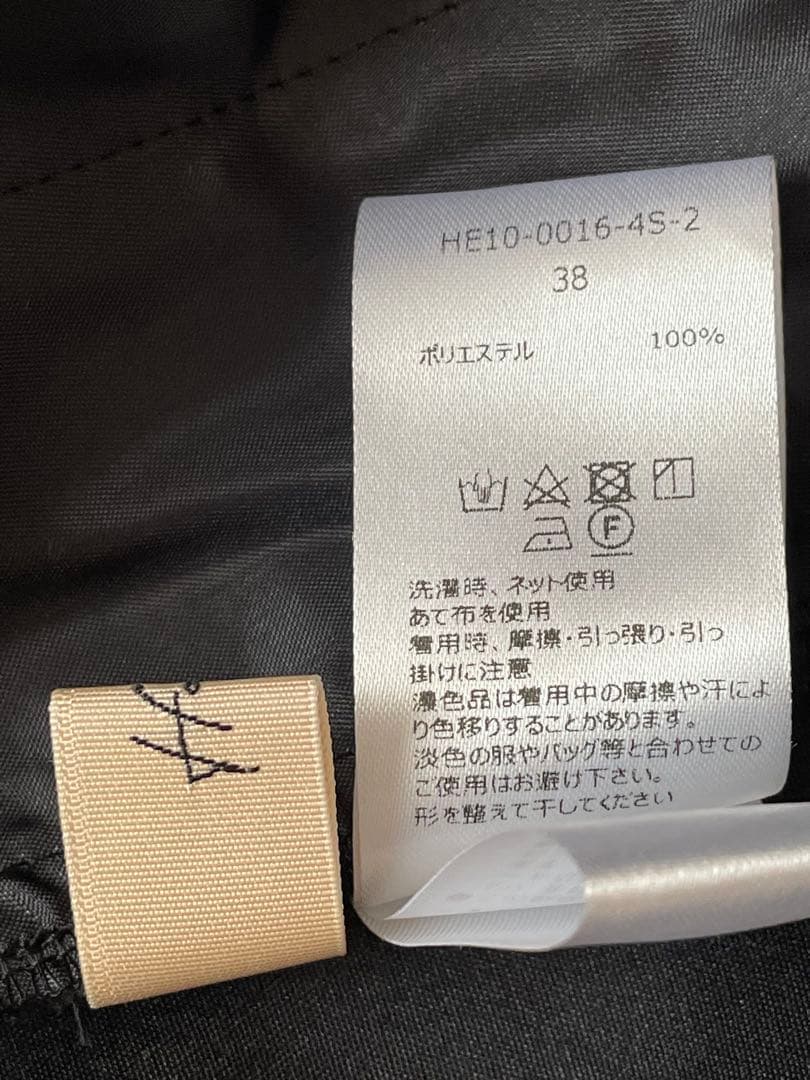 HE10-0016-4S-2
38
ポリエステル 100%
F
洗濯時、ネット使用
あて布を使用
着用時、摩擦・引っ張り・引っ
掛けに注意
濃色品は着用中の摩擦や汗によ
り色移りすることがあります。
淡色の服やバッグ等と合わせての
ご使用はお避け下さい。
形を整えて干してください